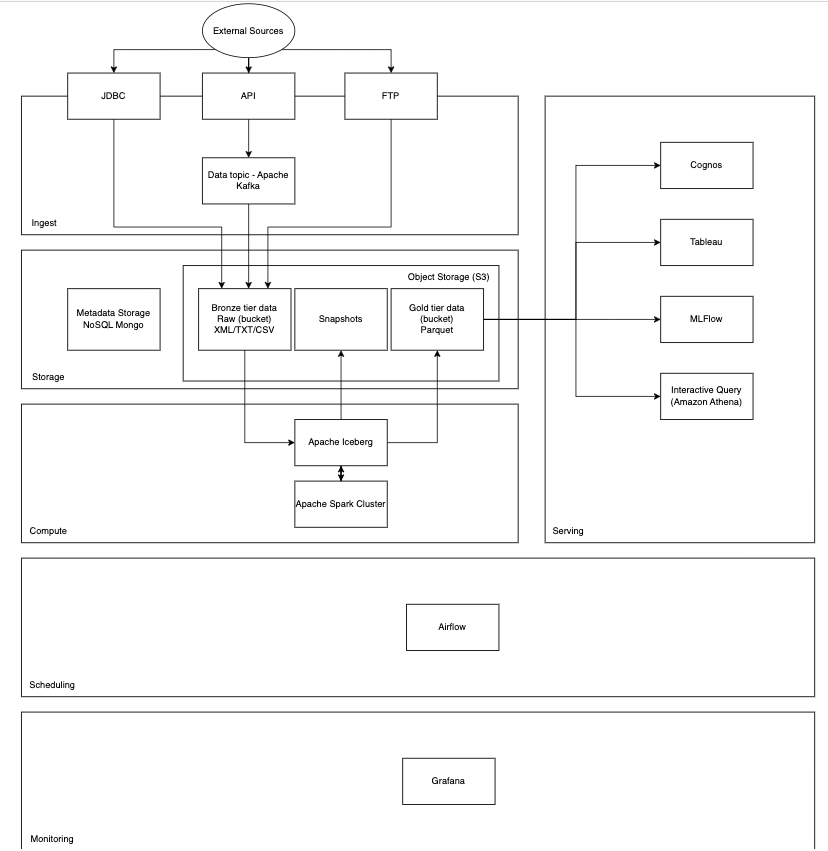 External Sources
JDBC
API
FTP
Data topic - Apache
Kafka
Ingest
Object Storage (S3)
Metadata Storage
NoSQL Mongo
Bronze tier data
Raw (bucket)
XML/TXT/CSV
Snapshots
Gold tier data
(bucket)
Parquet
Storage
Apache Iceberg
Apache Spark Cluster
Compute
Cognos
Tableau
MLFlow
Interactive Query
(Amazon Athena)
Serving
Airflow
Scheduling
Grafana
Monitoring